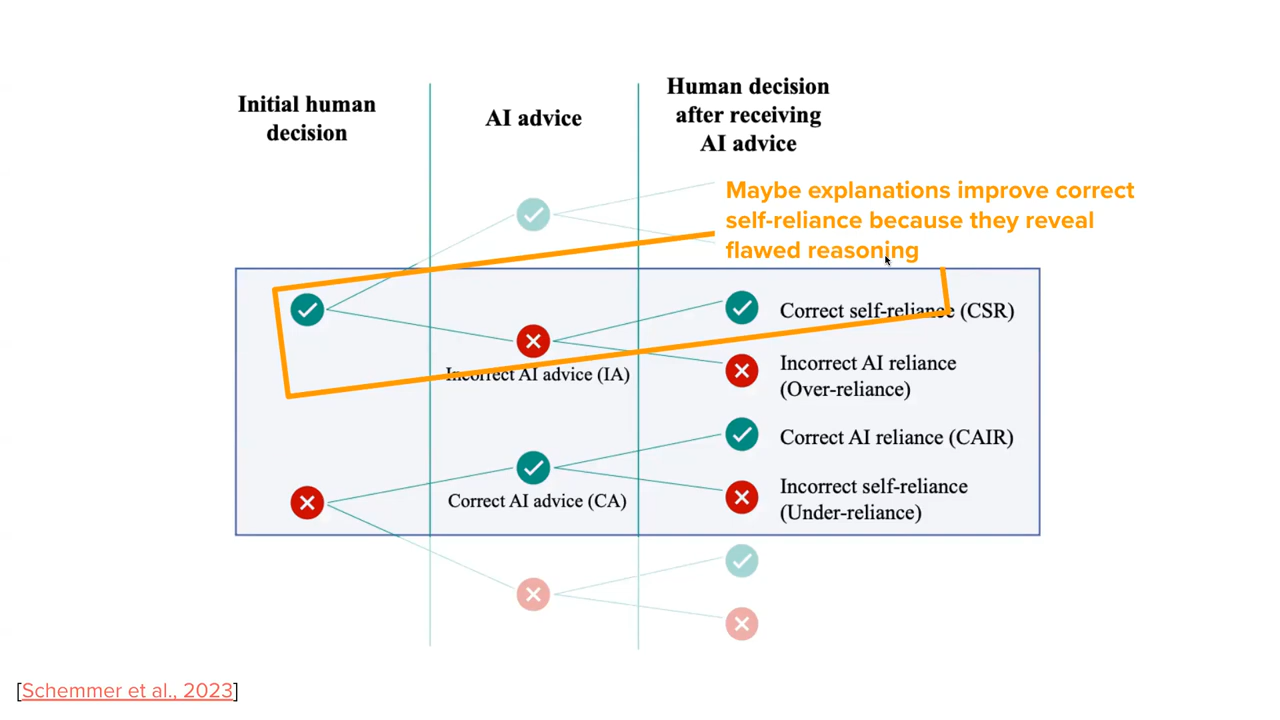 Initial human
decision
AI advice
Human decision
after receiving
AI advice
Maybe explanations improve correct
self-reliance because they reveal
flawed reasoning
Correct self-reliance (CSR)
Incorrect AI advice (IA)
Incorrect AI reliance
(Over-reliance)
Correct AI reliance (CAIR)
Correct AI advice (CA)
Incorrect self-reliance
(Under-reliance)
[Schemmer et al., 2023]